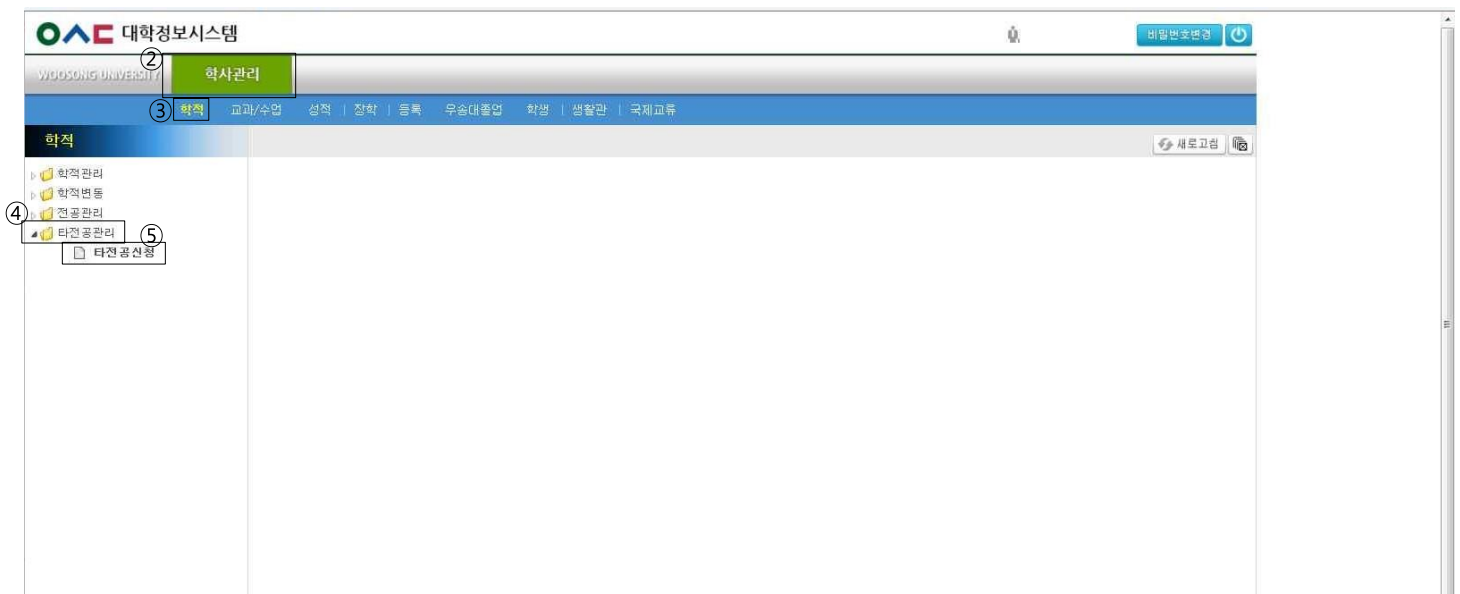 대학정보시스템
비밀번호변경
②
WOOSONG UNIVERSITY 학사관리
③ 학적 교과/수업 성적 | 장학 | 등록 우송대졸업 학생 | 생활관 | 국제교류
학적
새로고침
학적관리
학적변동
④ 전공관리
타전공관리 ⑤
타전공신청